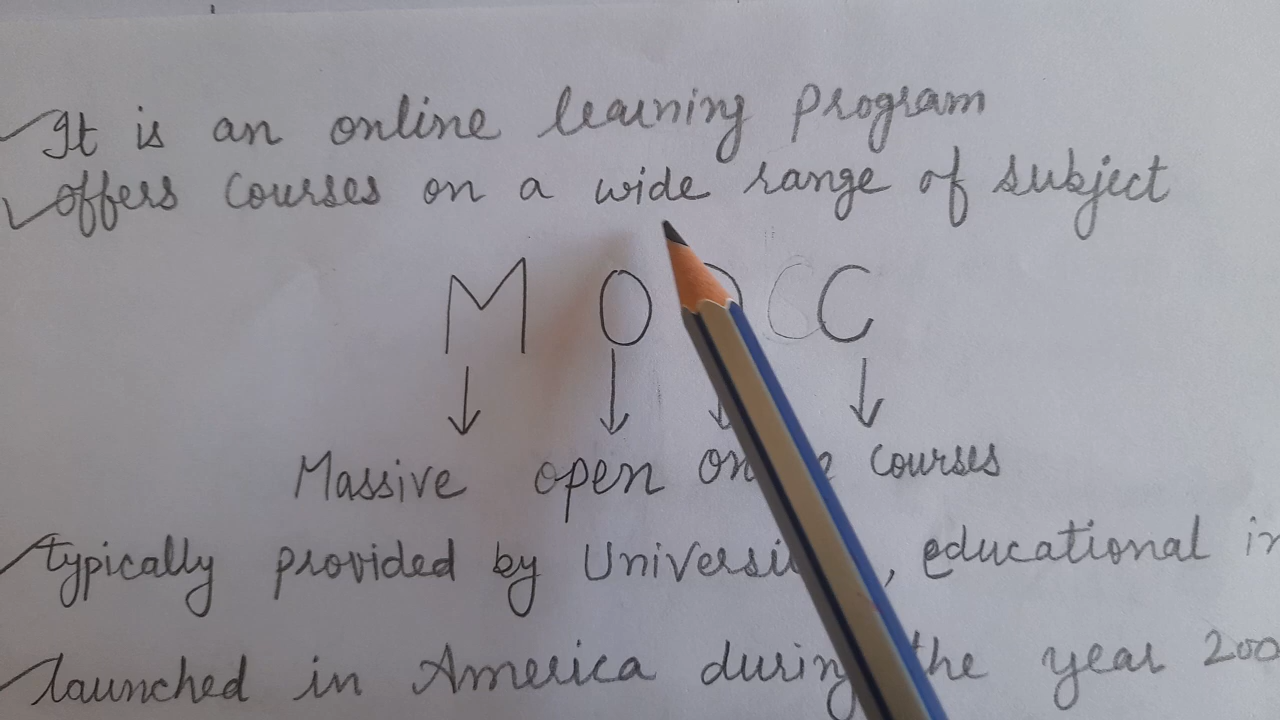 It is an online learning program
offers courses on a wide range of subject
M O O C
Massive open courses
typically provided by , educational
launched in America during the year